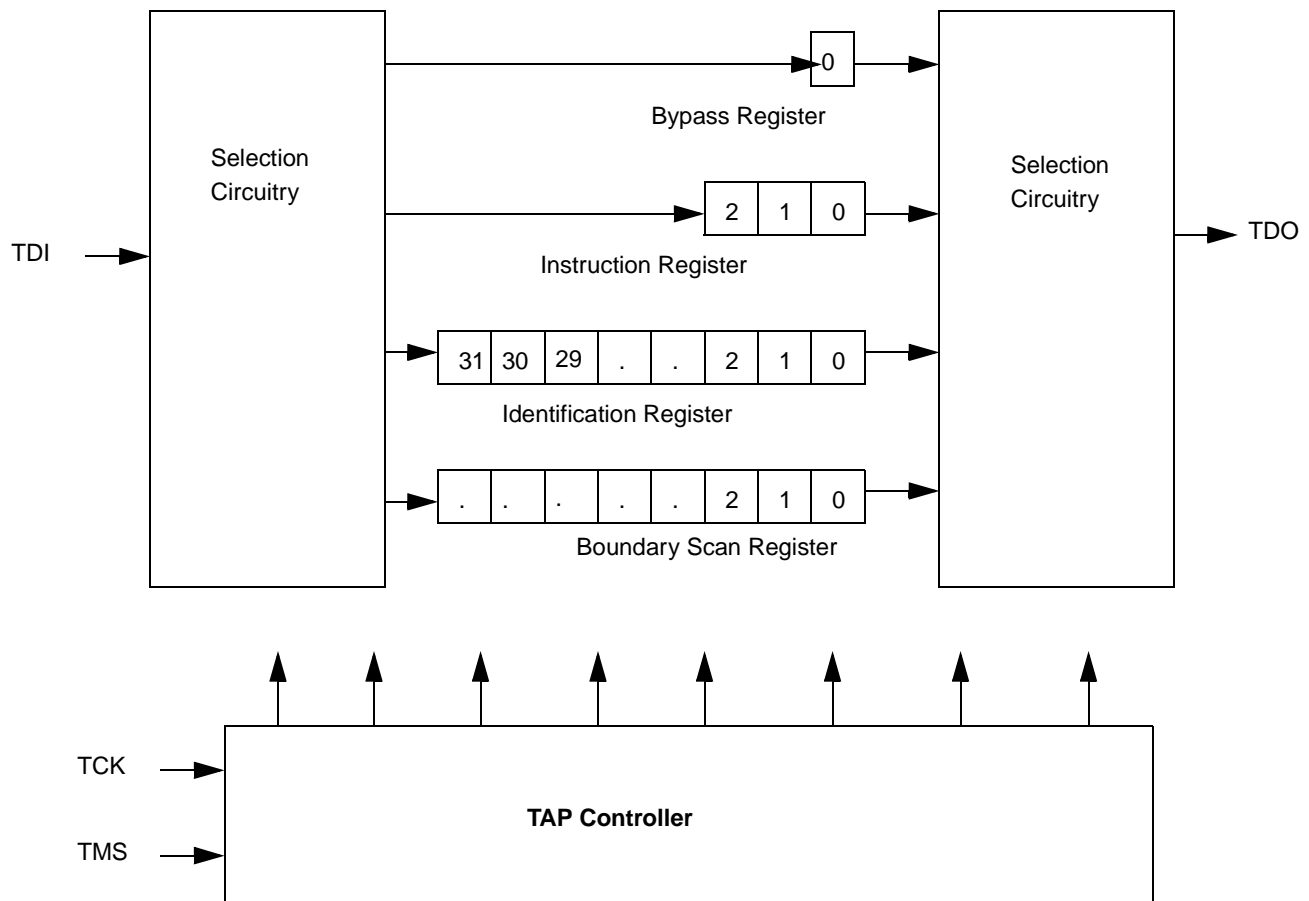 0
Bypass Register
Selection
Circuitry
Selection
Circuitry
2 1 0
TDI
TDO
Instruction Register
31 30 29 . . 2 1 0
Identification Register
. . . . . 2 1 0
Boundary Scan Register
TCK
TAP Controller
TMS